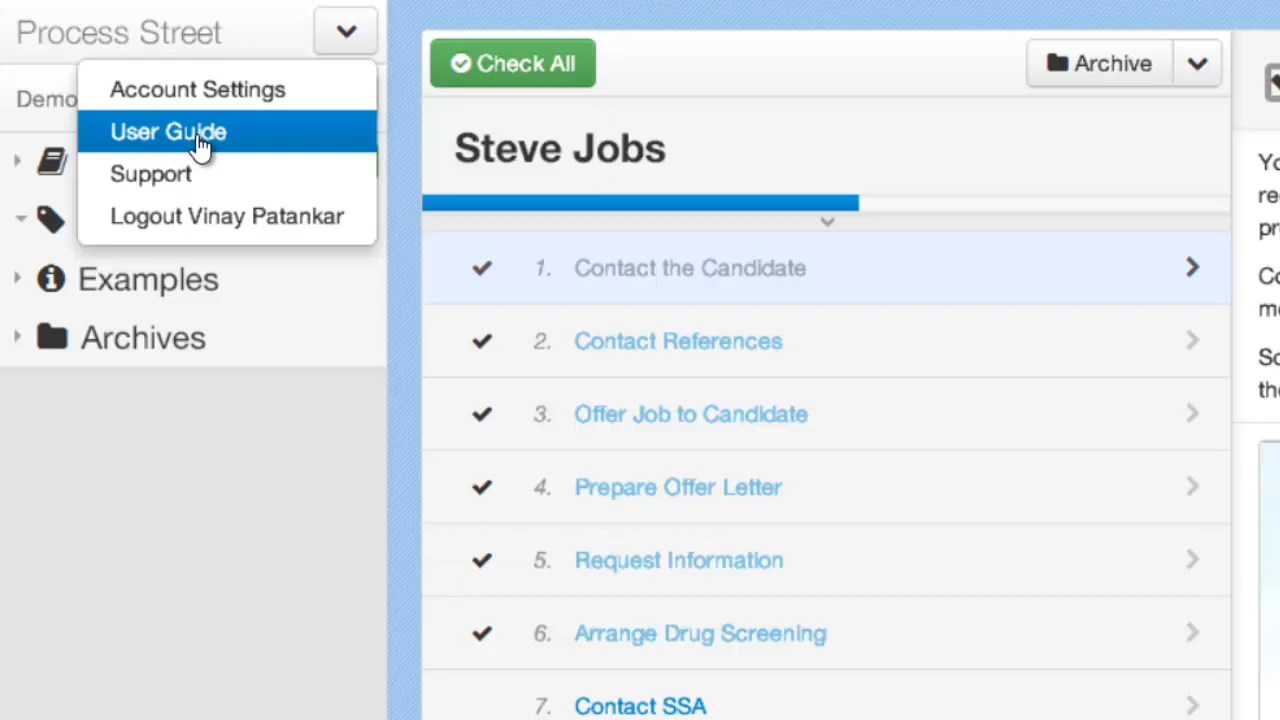 Process Street
Demo
Account Settings
User Guide
Support
Logout Vinay Patankar
Examples
Archives
Check All
Archive
Steve Jobs
1. Contact the Candidate
2. Contact References
3. Offer Job to Candidate
4. Prepare Offer Letter
5. Request Information
6. Arrange Drug Screening
7. Contact SSA